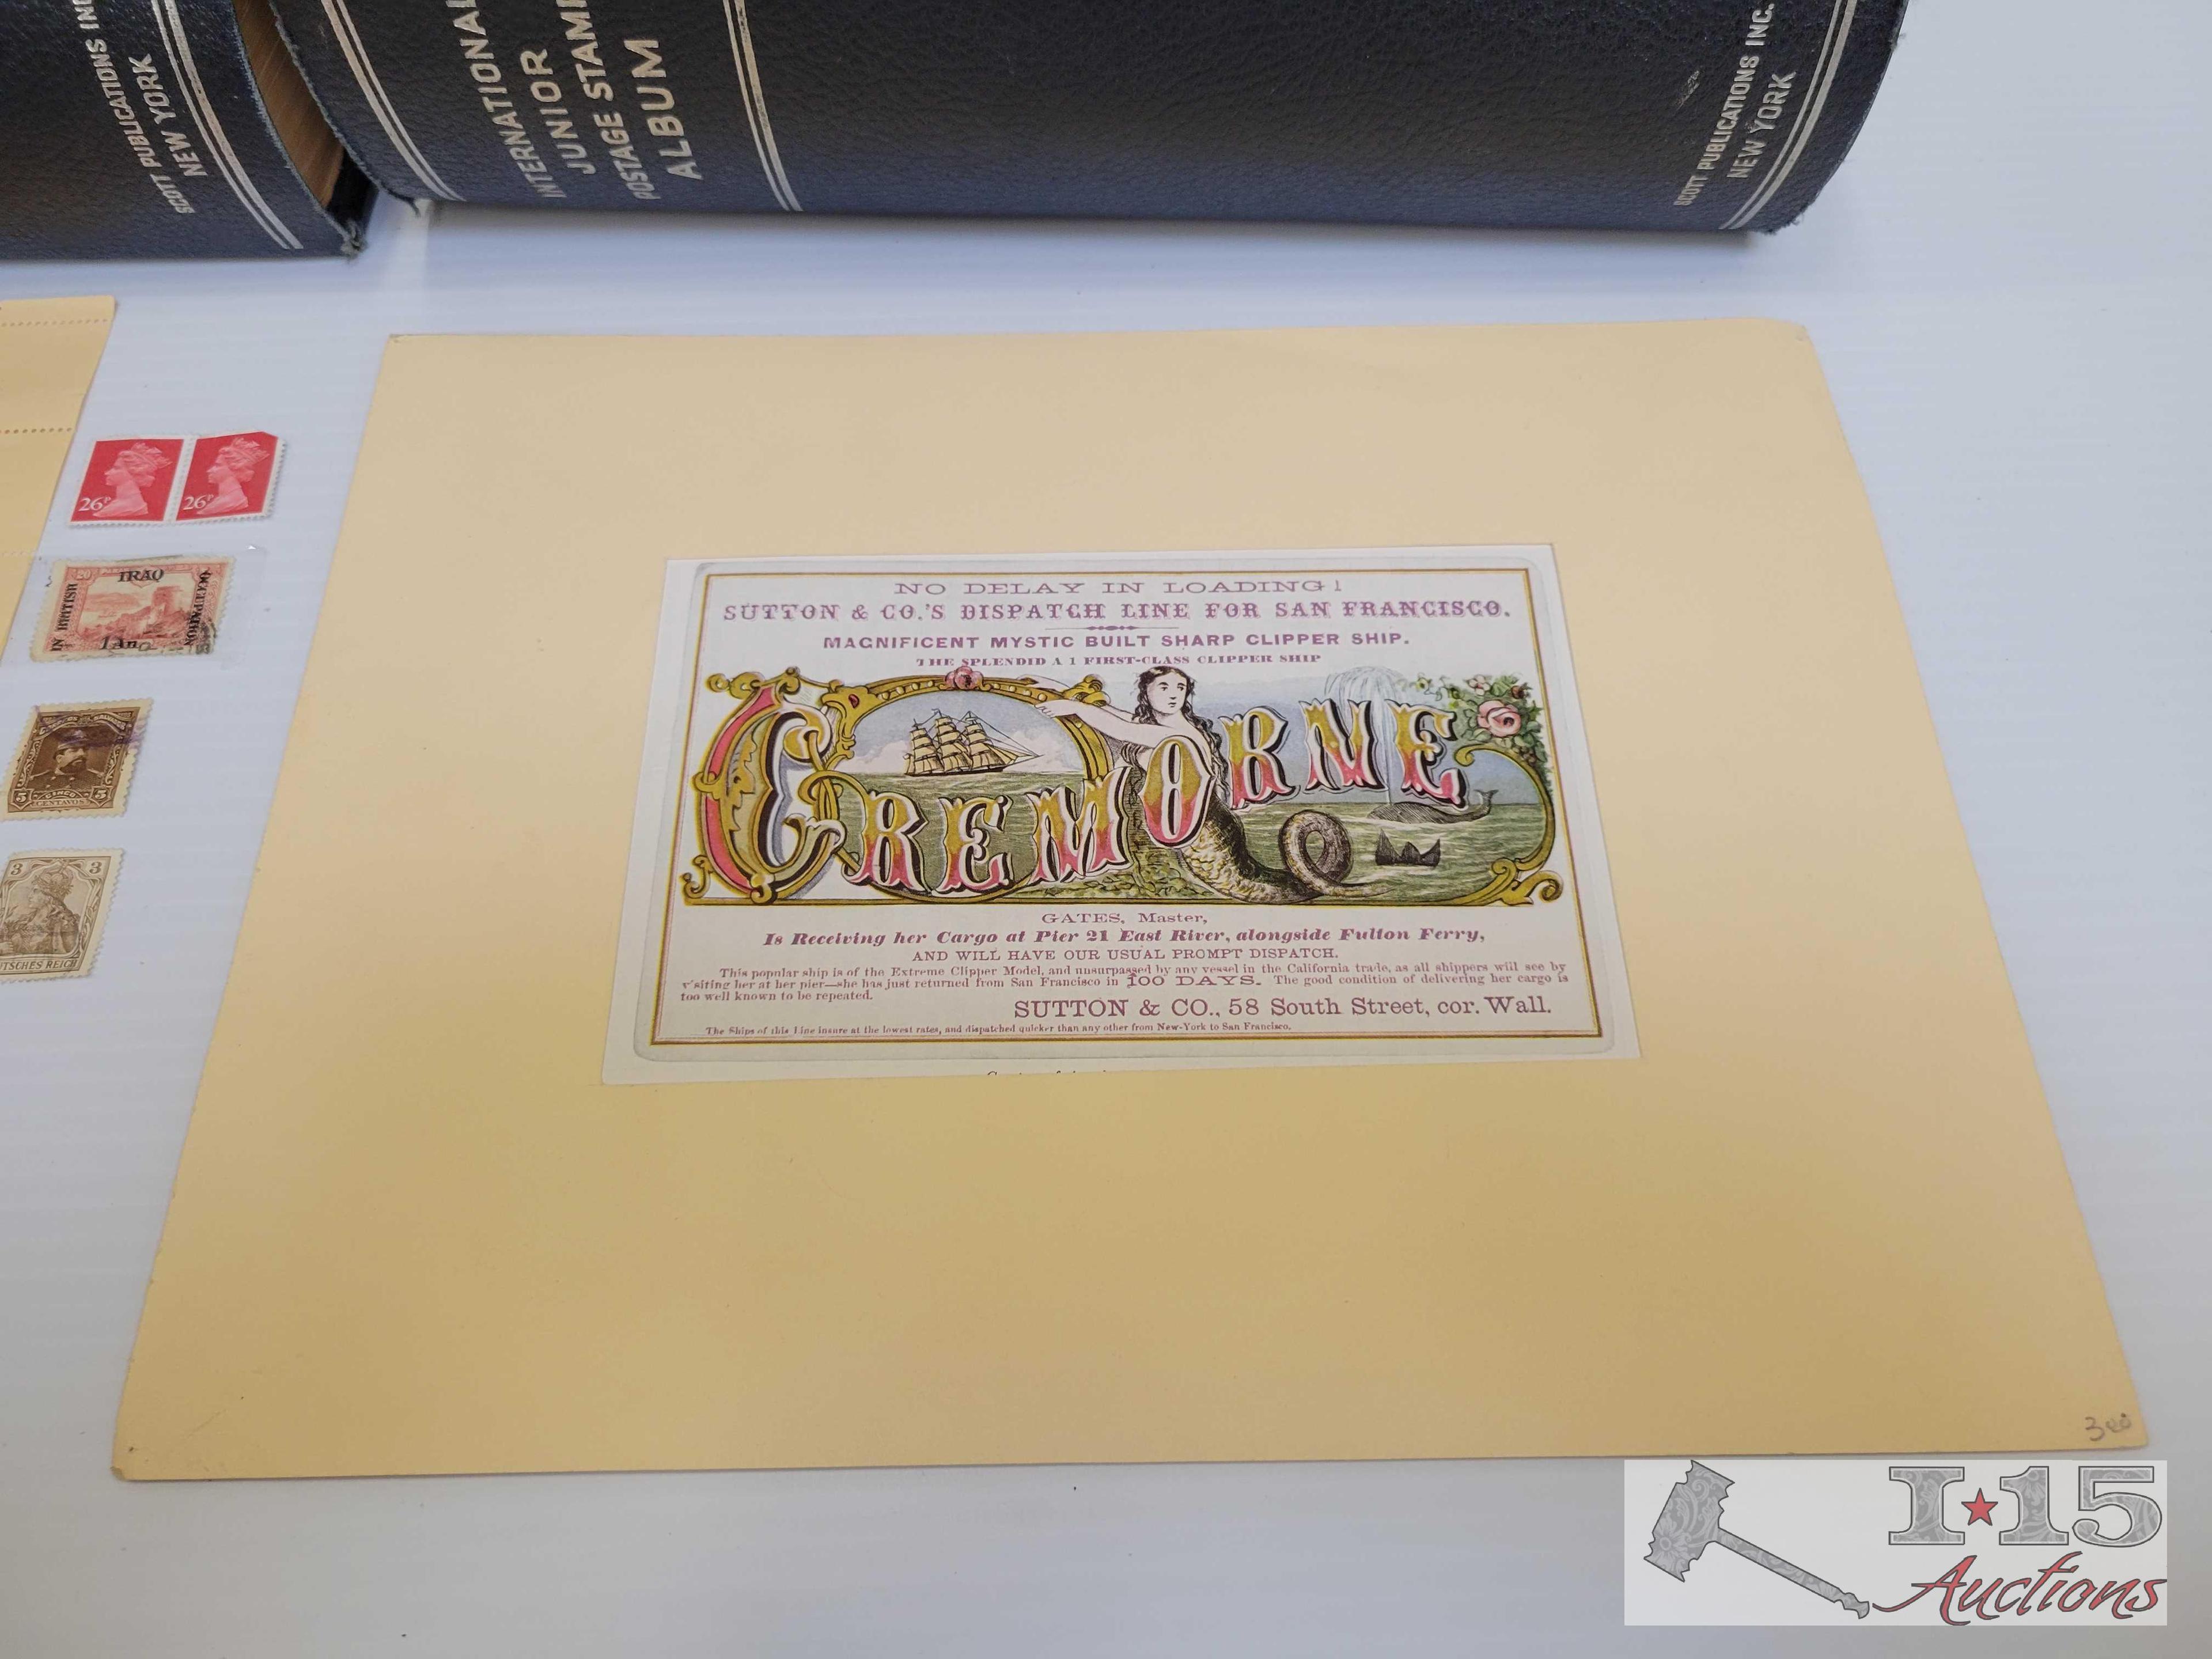 SCOTT PUBLICATIONS
NEW YORK
INTERNATIONAL
JUNIOR
POSTAGE STAMP
ALBUM
SCOTT PUBLICATIONS INC.
NEW YORK
26P
26P
IRAQ
IN BRITISH
OCCUPATION
1 An.
5 CINCO 5
CENTAVOS
3 3
REICH
NO DELAY IN LOADING!
SUTTON & CO.'S DISPATCH LINE FOR SAN FRANCISCO.
MAGNIFICENT MYSTIC BUILT SHARP CLIPPER SHIP.
THE SPLENDID A 1 FIRST-CLASS CLIPPER SHIP
CREMORNE
GATES, Master,
Is Receiving her Cargo at Pier 21 East River, alongside Fulton Ferry,
AND WILL HAVE OUR USUAL PROMPT DISPATCH.
This popular ship is of the Extreme Clipper Model, and unsurpassed by any vessel in the California trade, as all shippers will see by
v'siting her at her pier—she has just returned from San Francisco in 100 DAYS. The good condition of delivering her cargo is
too well known to be repeated.
SUTTON & CO., 58 South Street, cor. Wall.
The Ships of this Line insure at the lowest rates, and dispatched quicker than any other from New-York to San Francisco.
300
I-15
Auctions